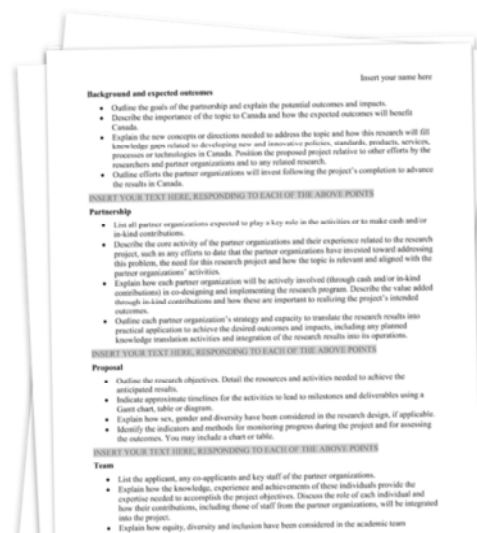 Insert your name here
Background and expected outcomes
• Outline the goals of the partnership and explain the potential outcomes and impacts.
• Describe the importance of the topic to Canada and how the expected outcomes will benefit
Canada.
• Explain the new concepts or directions needed to address the topic and how this research will fill
knowledge gaps related to developing new and innovative policies, standards, products, services,
processes or technologies in Canada. Position the proposed project relative to other efforts by the
researchers and partner organizations and to any related research.
• Outline efforts the partner organizations will invest following the project's completion to advance
the results in Canada.
INSERT YOUR TEXT HERE, RESPONDING TO EACH OF THE ABOVE POINTS
Partnership
• List all partner organizations expected to play a key role in the activities or to make cash and/or
in-kind contributions.
• Describe the core activity of the partner organizations and their experience related to the research
project, such as any efforts to date that the partner organizations have invested toward addressing
this problem, the need for this research project and how the topic is relevant and aligned with the
partner organizations' activities.
• Explain how each partner organization will be actively involved (through cash and/or in-kind
contributions) in co-designing and implementing the research program. Describe the value added
through in-kind contributions and how these are important to realizing the project's intended
outcomes.
• Outline each partner organization's strategy and capacity to translate the research results into
practical application to achieve the desired outcomes and impacts, including any planned
knowledge translation activities and integration of the research results into its operations.
INSERT YOUR TEXT HERE, RESPONDING TO EACH OF THE ABOVE POINTS
Proposal
• Outline the research objectives. Detail the resources and activities needed to achieve the
anticipated results.
• Indicate approximate timelines for the activities to lead to milestones and deliverables using a
Gantt chart, table or diagram.
• Explain how sex, gender and diversity have been considered in the research design, if applicable.
• Identify the indicators and methods for monitoring progress during the project and for assessing
the outcomes. You may include a chart or table.
INSERT YOUR TEXT HERE, RESPONDING TO EACH OF THE ABOVE POINTS
Team
• List the applicant, any co-applicants and key staff of the partner organizations.
• Explain how the knowledge, experience and achievements of these individuals provide the
expertise needed to accomplish the project objectives. Discuss the role of each individual and
how their contributions, including those of staff from the partner organizations, will be integrated
into the project.
• Explain how equity, diversity and inclusion have been considered in the academic team